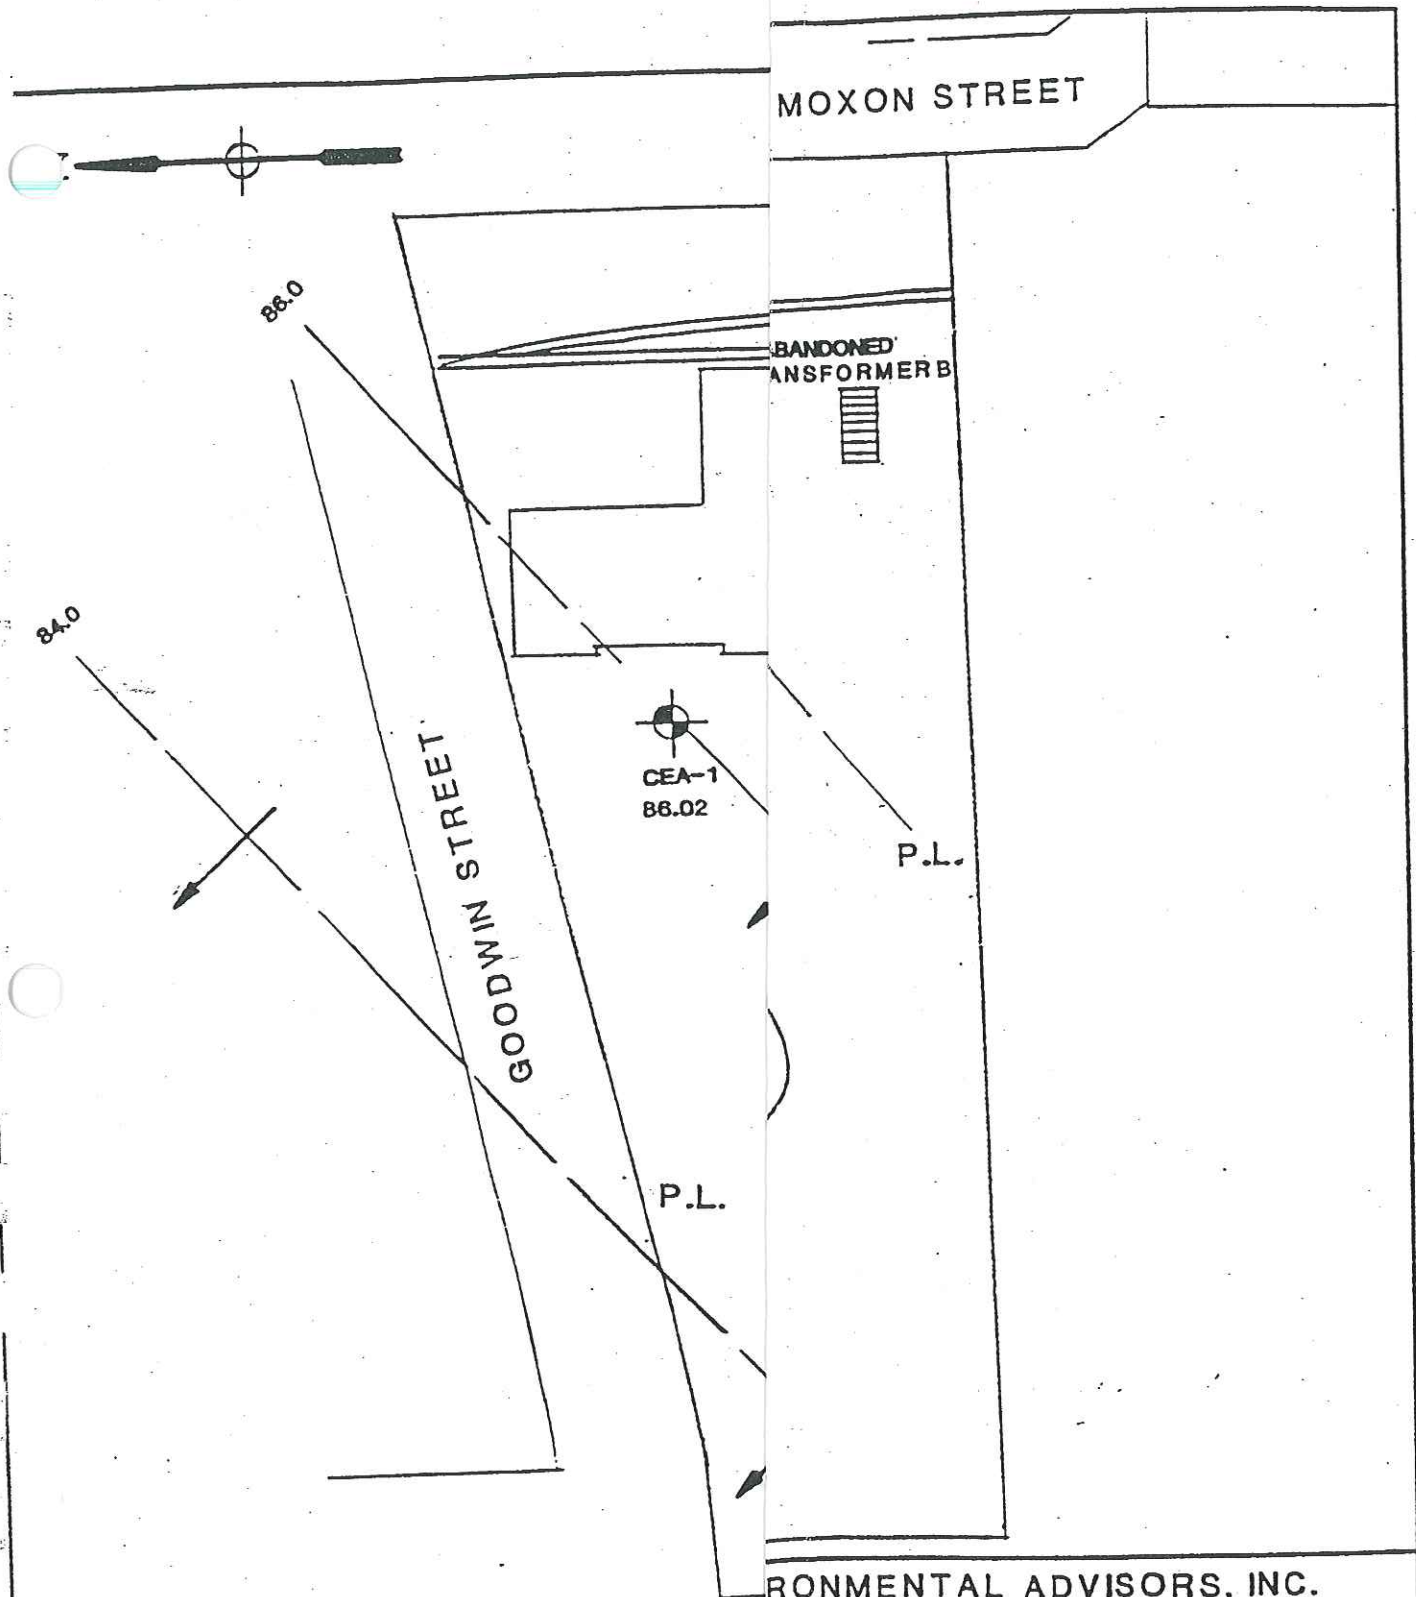 MOXON STREET
86.0
BANDONED
ANSFORMER B
84.0
GOODWIN STREET
CEA-1
86.02
P.L.
P.L.
RONMENTAL ADVISORS, INC.